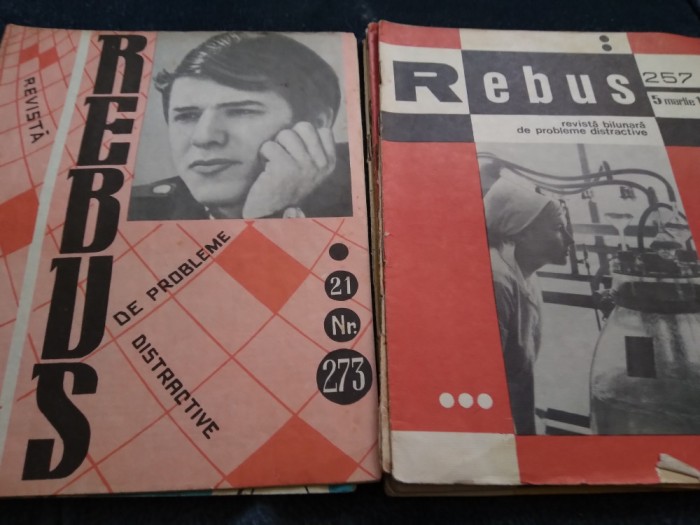 REVISTĂ
REBUS
DE PROBLEME
DISTRACTIVE
21
Nr.
273
Rebus
257
5 martie
revistă bilunară
de probleme distractive